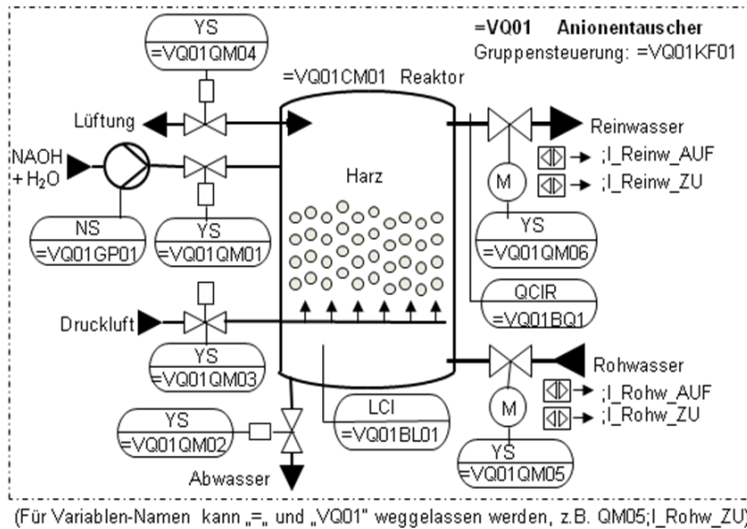 =VQ01 Anionentauscher
Gruppensteuerung: =VQ01KF01
YS
=VQ01QM04
=VQ01CM01 Reaktor
Lüftung
Reinwasser
;I_Reinw_AUF
;I_Reinw_ZU
M
NAOH
+ H2O
Harz
NS
=VQ01GP01
YS
=VQ01QM01
YS
=VQ01QM06
QCIR
=VQ01BQ1
Druckluft
YS
=VQ01QM03
Rohwasser
;I_Rohw_AUF
;I_Rohw_ZU
M
LCI
=VQ01BL01
YS
=VQ01QM02
YS
=VQ01QM05
Abwasser
(Für Variablen-Namen kann „=„ und „VQ01" weggelassen werden, z.B. QM05;I_Rohw_ZU